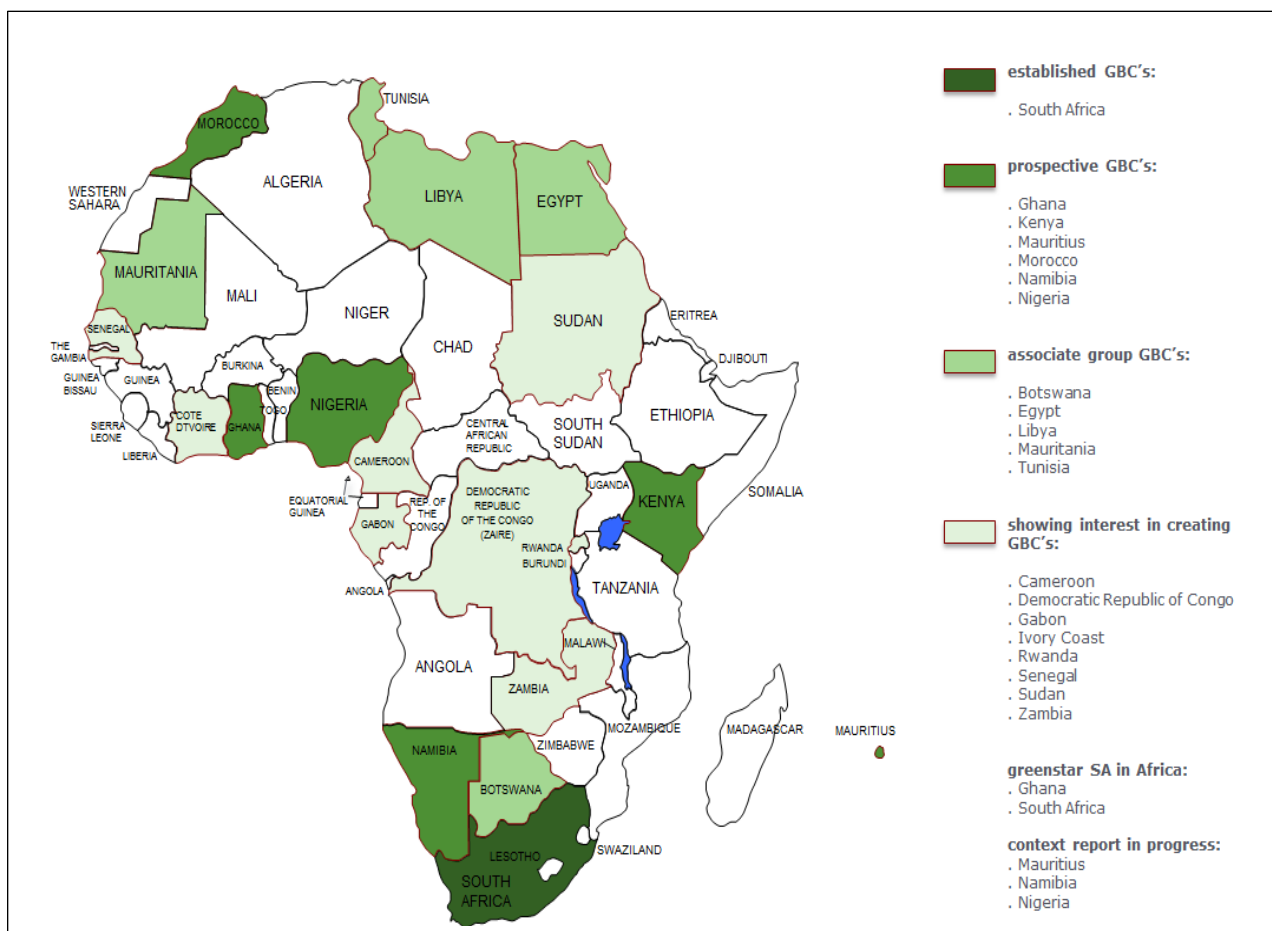 TUNISIA
MOROCCO
ALGERIA
LIBYA
EGYPT
WESTERN
SAHARA
MAURITANIA
MALI
NIGER
CHAD
SUDAN
ERITREA
DJIBOUTI
SENEGAL
THE
GAMBIA
GUINEA
BISSAU
GUINEA
BURKINA
BENIN
TOGO
NIGERIA
COTE
DTVOIRE
GHANA
SIERRA
LEONE
LIBERIA
CENTRAL
AFRICAN
REPUBLIC
SOUTH
SUDAN
ETHIOPIA
CAMEROON
SOMALIA
UGANDA
KENYA
EQUATORIAL
GUINEA
GABON
REP. OF
THE
CONGO
DEMOCRATIC
REPUBLIC
OF THE CONGO
(ZAIRE)
RWANDA
BURUNDI
TANZANIA
ANGOLA
ANGOLA
MALAWI
ZAMBIA
MOZAMBIQUE
MADAGASCAR
MAURITIUS
ZIMBABWE
NAMIBIA
BOTSWANA
SWAZILAND
LESOTHO
SOUTH
AFRICA
established GBC's:
. South Africa
prospective GBC's:
. Ghana
. Kenya
. Mauritius
. Morocco
. Namibia
. Nigeria
associate group GBC's:
. Botswana
. Egypt
. Libya
. Mauritania
. Tunisia
showing interest in creating
GBC's:
. Cameroon
. Democratic Republic of Congo
. Gabon
. Ivory Coast
. Rwanda
. Senegal
. Sudan
. Zambia
greenstar SA in Africa:
. Ghana
. South Africa
context report in progress:
. Mauritius
. Namibia
. Nigeria